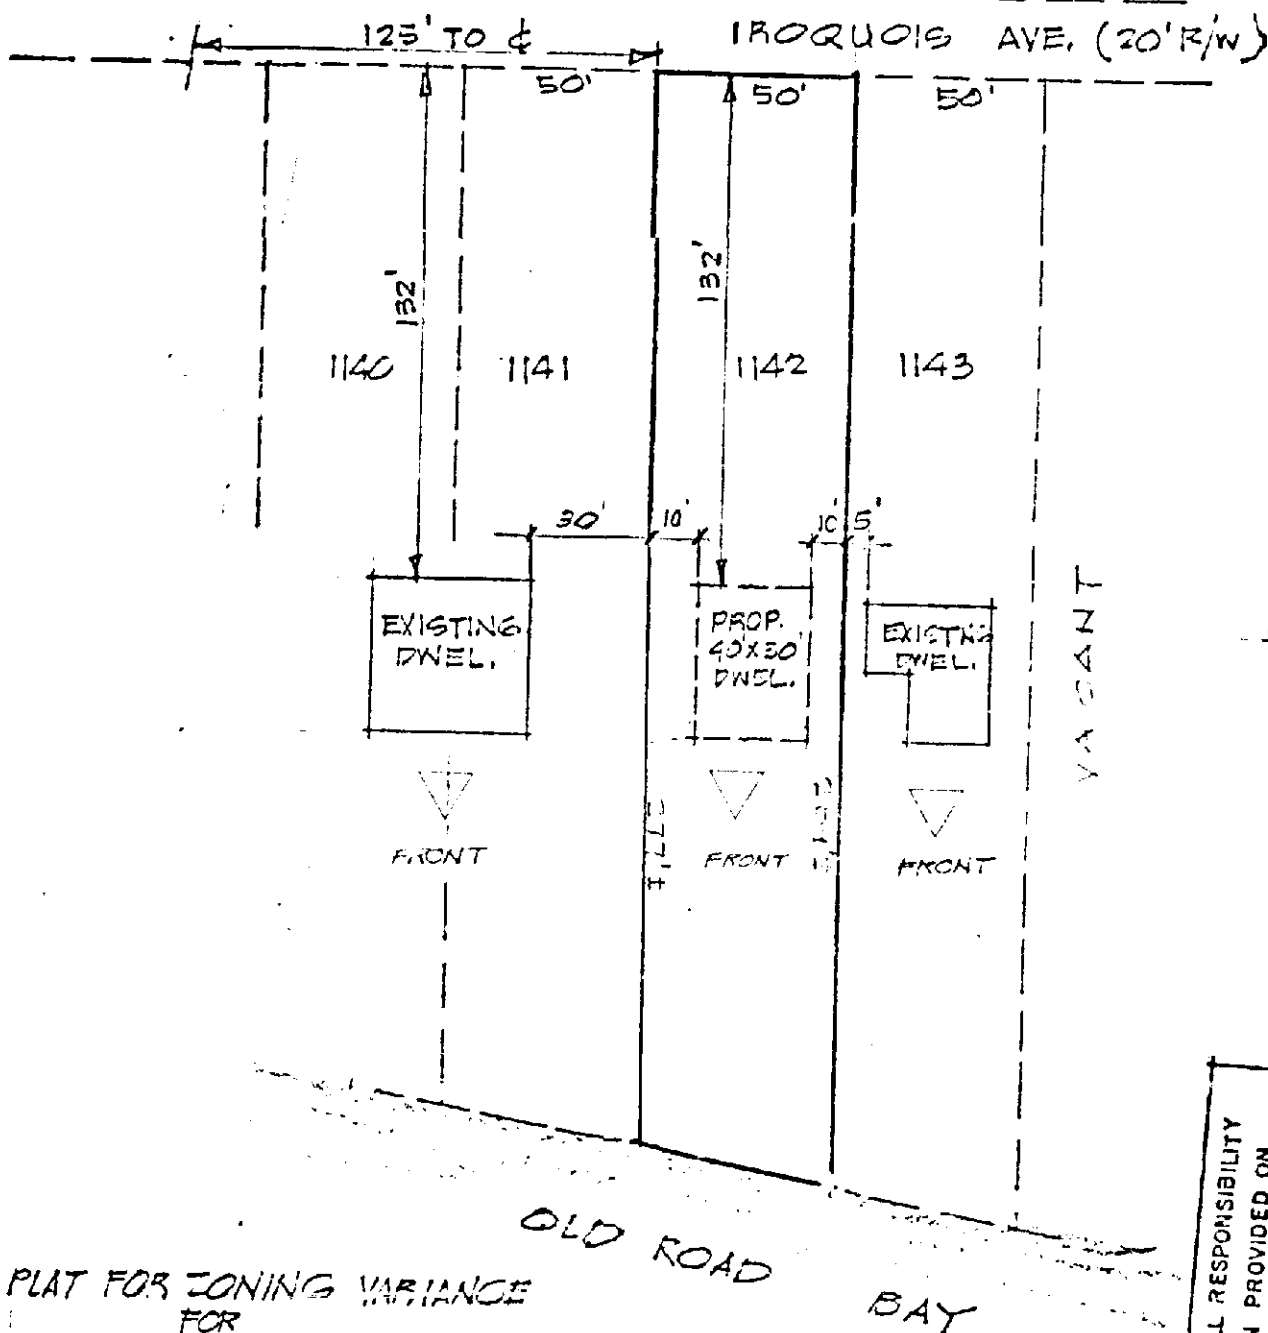 125' TO ℄
IROQUOIS AVE. (20' R/W)
50'
50'
50'
132'
132'
1140
1141
1142
1143
30'
10'
10'
5'
EXISTING
DWEL.
PROP.
40'X30'
DWEL.
EXISTNG
DWEL.
VACANT
FRONT
FRONT
FRONT
OLD ROAD
BAY
PLAT FOR ZONING VARIANCE
FOR
RESPONSIBILITY
PROVIDED ON